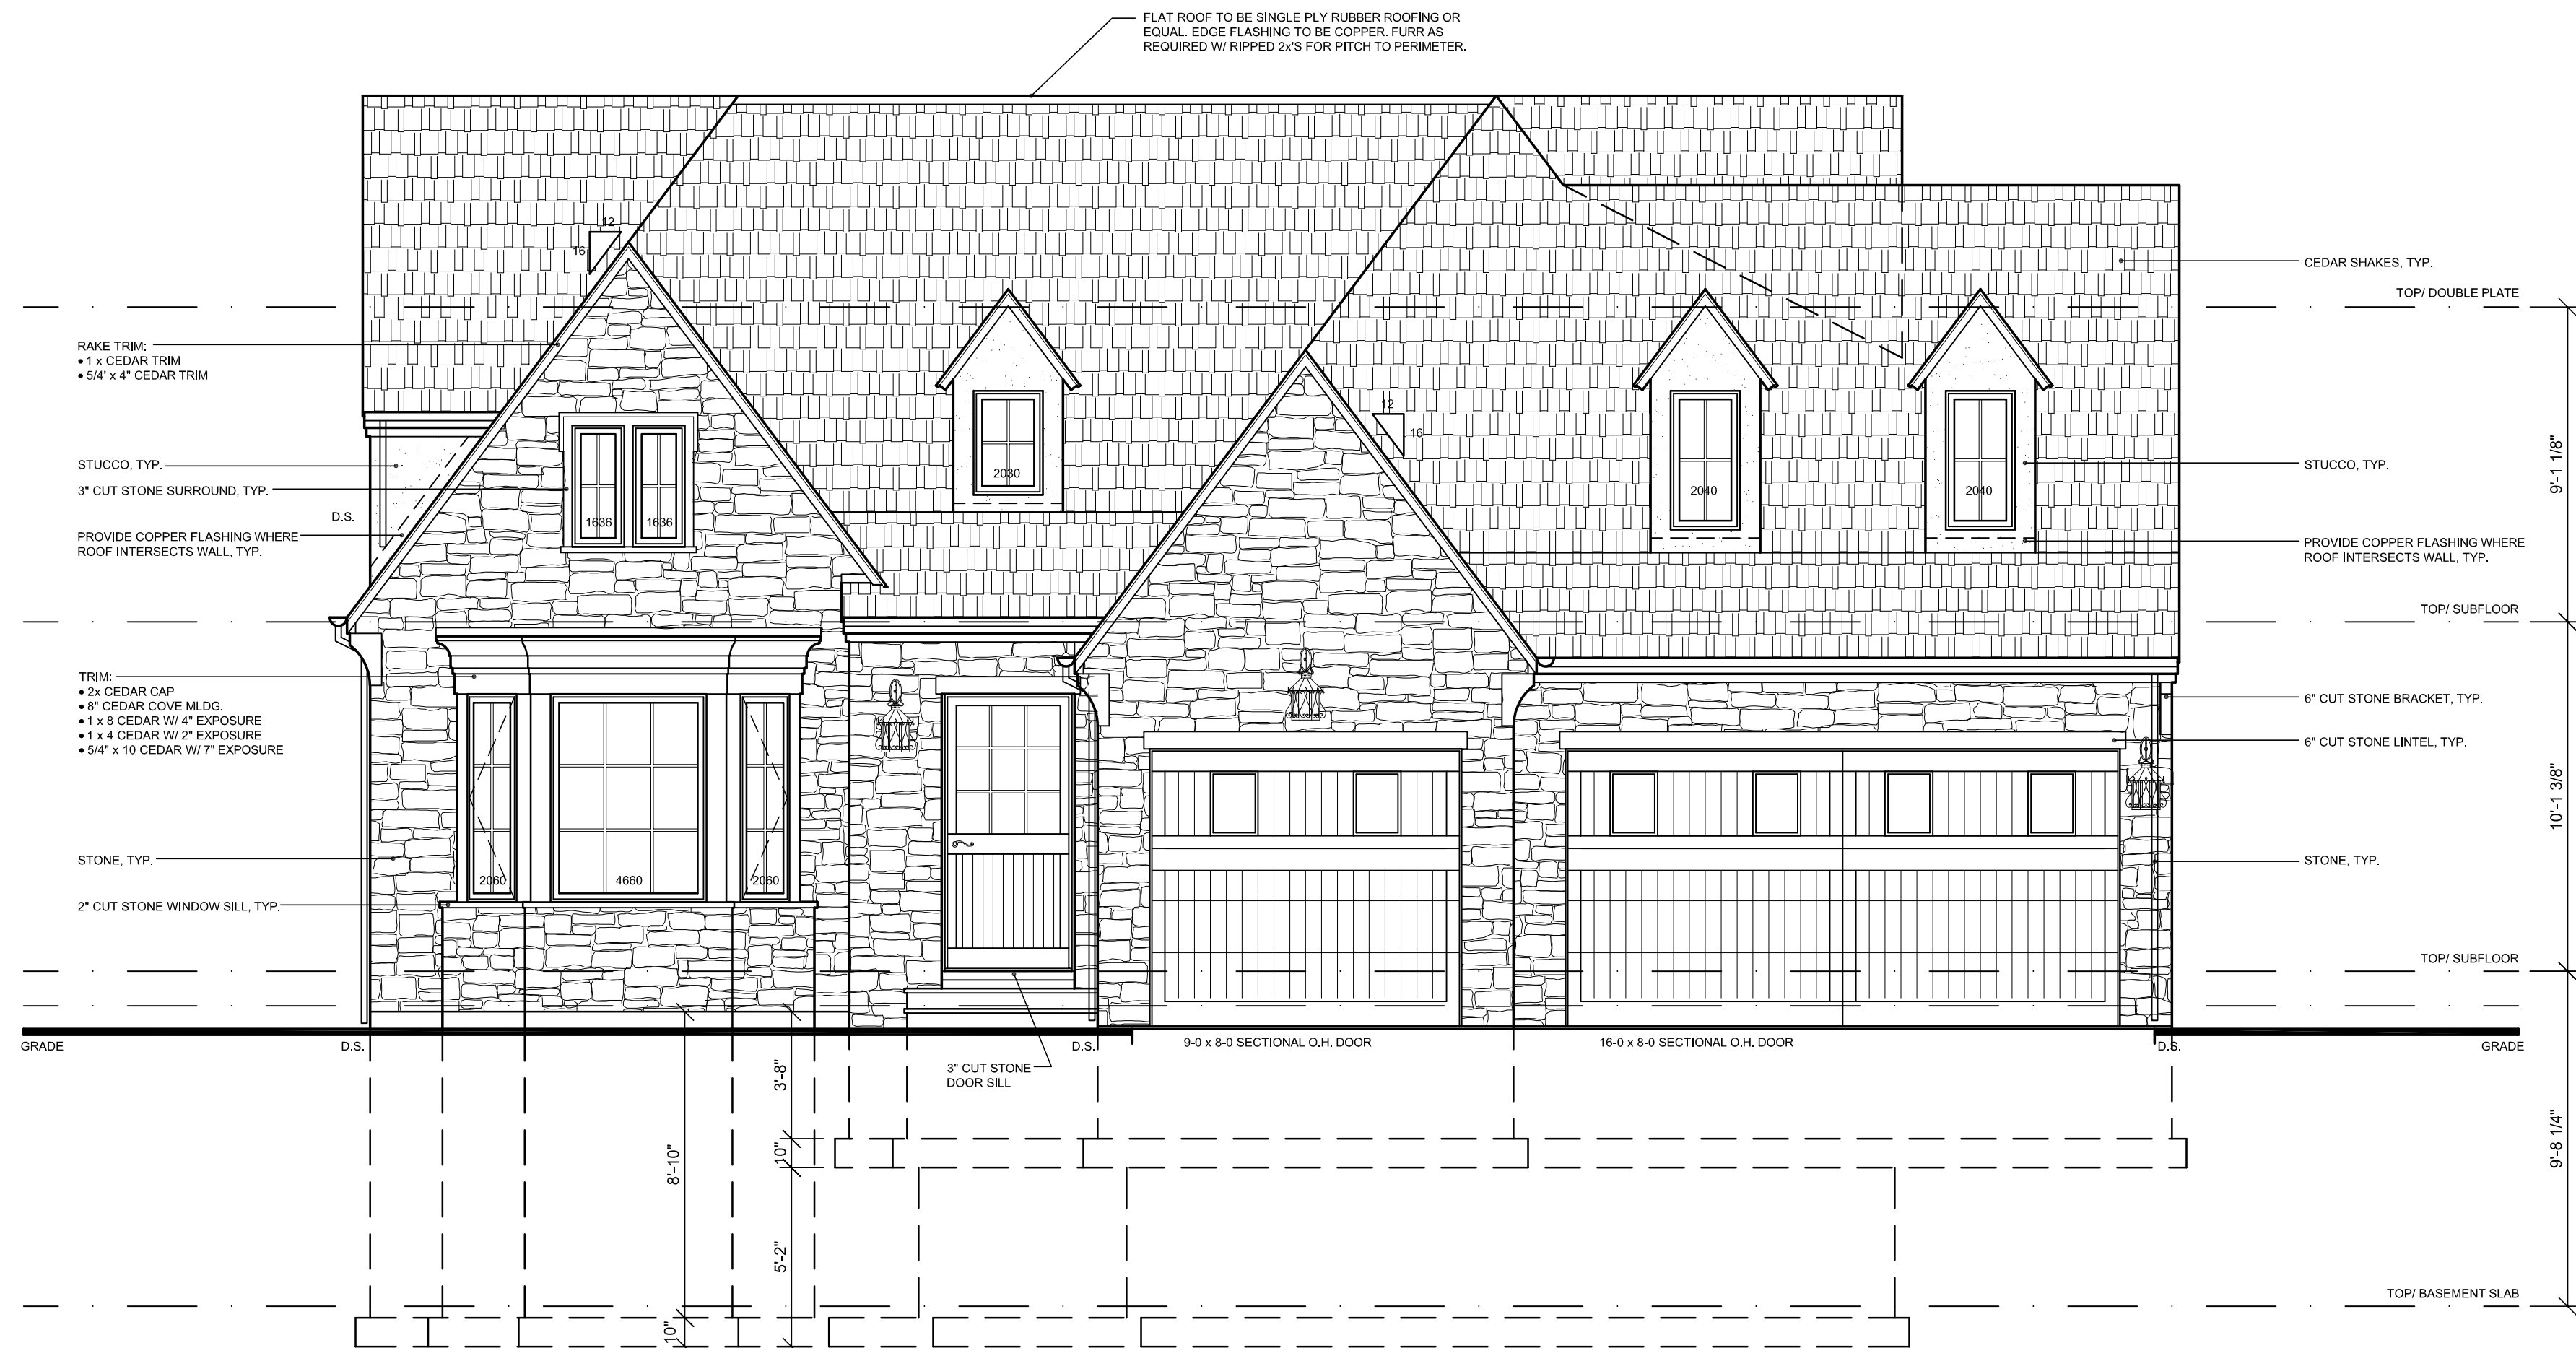 FLAT ROOF TO BE SINGLE PLY RUBBER ROOFING OR
EQUAL. EDGE FLASHING TO BE COPPER. FURR AS
REQUIRED W/ RIPPED 2x'S FOR PITCH TO PERIMETER.
12
16
CEDAR SHAKES, TYP.
TOP/ DOUBLE PLATE
RAKE TRIM:
• 1 x CEDAR TRIM
• 5/4' x 4" CEDAR TRIM
12
16
9'-1 1/8"
STUCCO, TYP.
3" CUT STONE SURROUND, TYP.
D.S.
PROVIDE COPPER FLASHING WHERE
ROOF INTERSECTS WALL, TYP.
1636
1636
2030
2040
2040
STUCCO, TYP.
PROVIDE COPPER FLASHING WHERE
ROOF INTERSECTS WALL, TYP.
TOP/ SUBFLOOR
TRIM:
• 2x CEDAR CAP
• 8" CEDAR COVE MLDG.
• 1 x 8 CEDAR W/ 4" EXPOSURE
• 1 x 4 CEDAR W/ 2" EXPOSURE
• 5/4" x 10 CEDAR W/ 7" EXPOSURE
6" CUT STONE BRACKET, TYP.
6" CUT STONE LINTEL, TYP.
10'-1 3/8"
STONE, TYP.
STONE, TYP.
2060
4660
2060
2" CUT STONE WINDOW SILL, TYP.
TOP/ SUBFLOOR
GRADE
D.S.
D.S.
9-0 x 8-0 SECTIONAL O.H. DOOR
16-0 x 8-0 SECTIONAL O.H. DOOR
D.S.
GRADE
3" CUT STONE
DOOR SILL
3'-8"
10"
8'-10"
5'-2"
10"
9'-8 1/4"
TOP/ BASEMENT SLAB